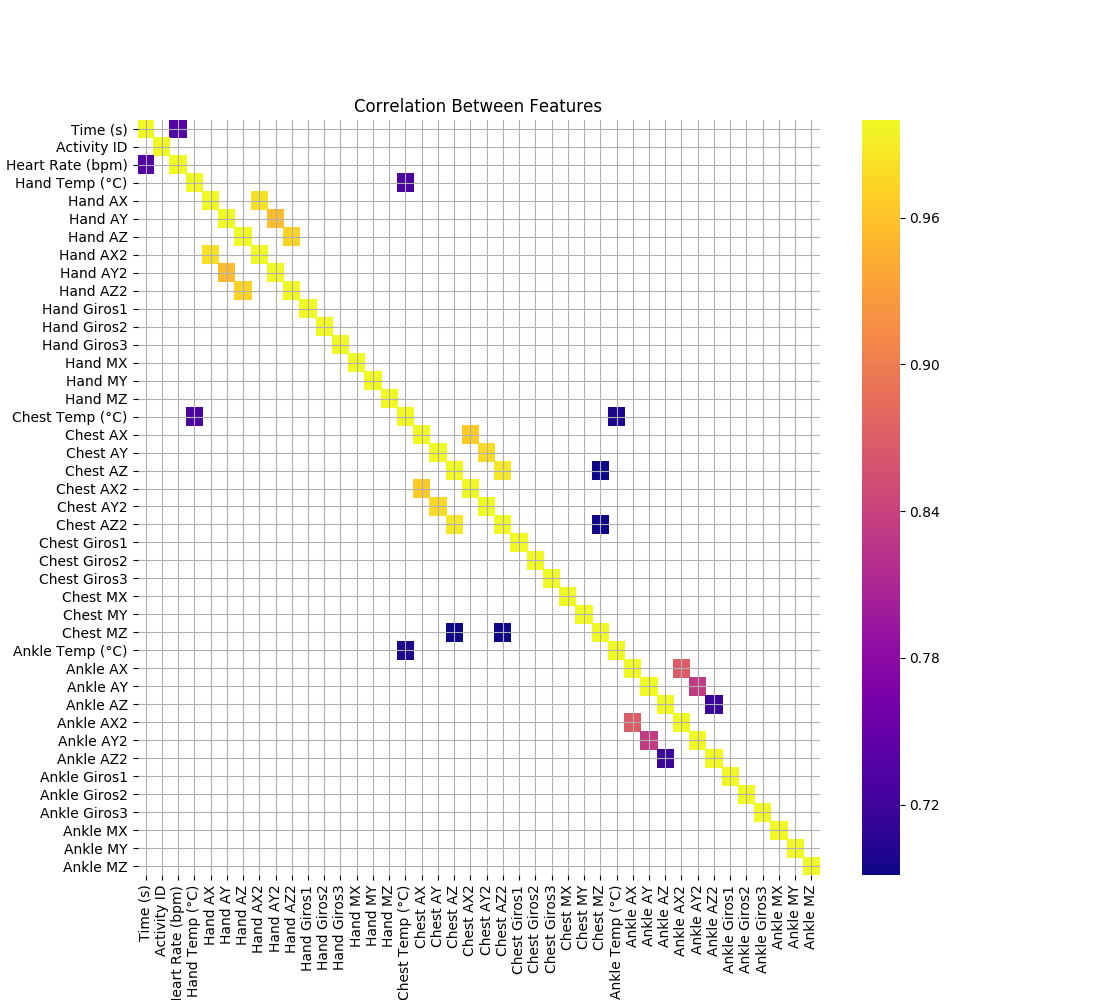 Correlation Between Features
Time (s)
Activity ID
Heart Rate (bpm)
Hand Temp (°C)
Hand AX
Hand AY
Hand AZ
Hand AX2
Hand AY2
Hand AZ2
Hand Giros1
Hand Giros2
Hand Giros3
Hand MX
Hand MY
Hand MZ
Chest Temp (°C)
Chest AX
Chest AY
Chest AZ
Chest AX2
Chest AY2
Chest AZ2
Chest Giros1
Chest Giros2
Chest Giros3
Chest MX
Chest MY
Chest MZ
Ankle Temp (°C)
Ankle AX
Ankle AY
Ankle AZ
Ankle AX2
Ankle AY2
Ankle AZ2
Ankle Giros1
Ankle Giros2
Ankle Giros3
Ankle MX
Ankle MY
Ankle MZ
Time (s)
Activity ID
eart Rate (bpm)
Hand Temp (°C)
Hand AX
Hand AY
Hand AZ
Hand AX2
Hand AY2
Hand AZ2
Hand Giros1
Hand Giros2
Hand Giros3
Hand MX
Hand MY
Hand MZ
Chest Temp (°C)
Chest AX
Chest AY
Chest AZ
Chest AX2
Chest AY2
Chest AZ2
Chest Giros1
Chest Giros2
Chest Giros3
Chest MX
Chest MY
Chest MZ
Ankle Temp (°C)
Ankle AX
Ankle AY
Ankle AZ
Ankle AX2
Ankle AY2
Ankle AZ2
Ankle Giros1
Ankle Giros2
Ankle Giros3
Ankle MX
Ankle MY
Ankle MZ
0.96
0.90
0.84
0.78
0.72